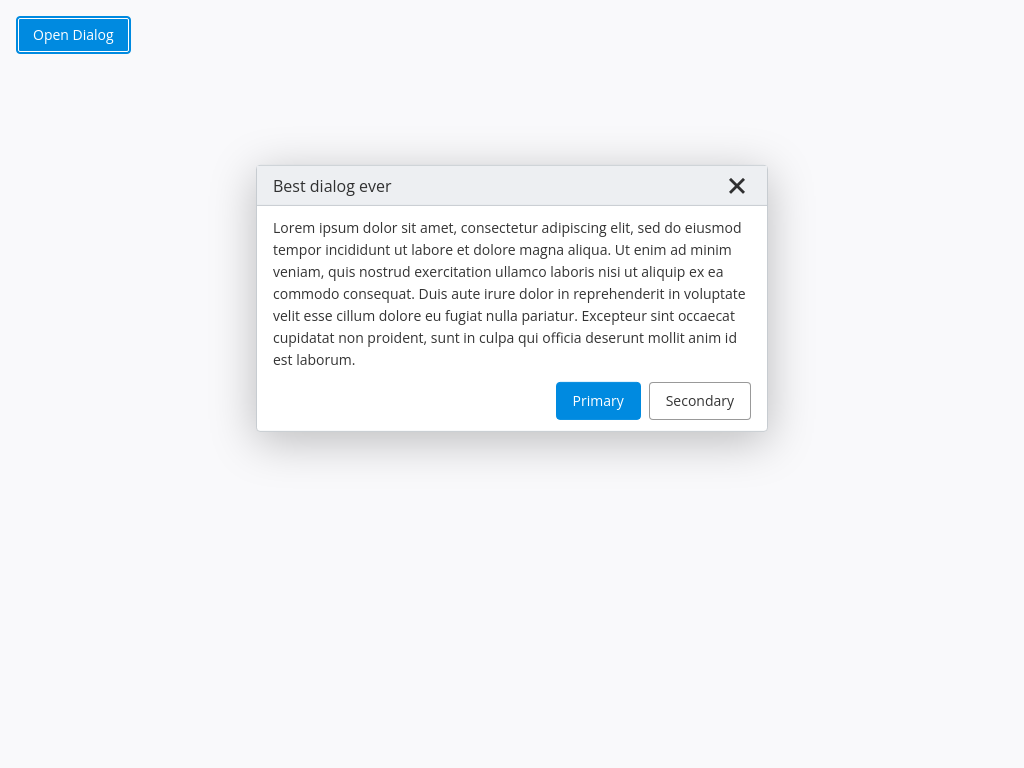 Open Dialog
Best dialog ever
Lorem ipsum dolor sit amet, consectetur adipiscing elit, sed do eiusmod
tempor incididunt ut labore et dolore magna aliqua. Ut enim ad minim
veniam, quis nostrud exercitation ullamco laboris nisi ut aliquip ex ea
commodo consequat. Duis aute irure dolor in reprehenderit in voluptate
velit esse cillum dolore eu fugiat nulla pariatur. Excepteur sint occaecat
cupidatat non proident, sunt in culpa qui officia deserunt mollit anim id
est laborum.
Primary
Secondary